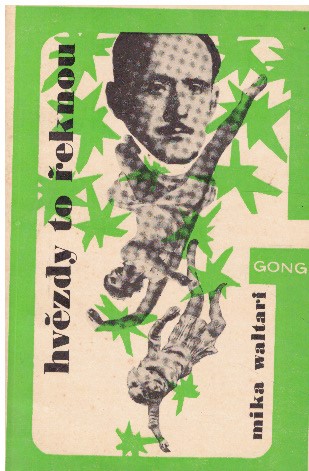 hvězdy to řeknou
GONG
mika waltari